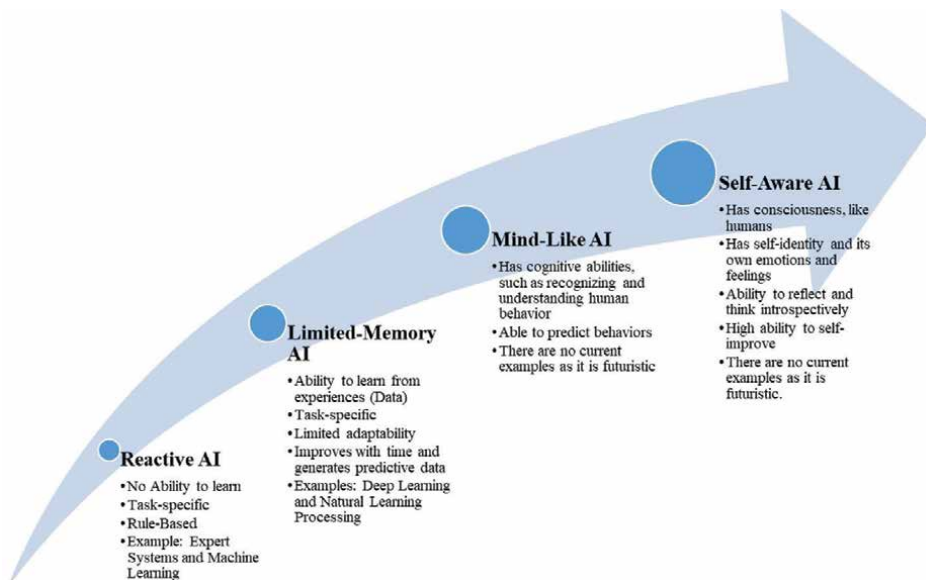 Reactive AI
•No Ability to learn
•Task-specific
•Rule-Based
•Example: Expert
Systems and Machine
Learning
Limited-Memory
AI
•Ability to learn from
experiences (Data)
•Task-specific
•Limited adaptability
•Improves with time and
generates predictive data
•Examples: Deep Learning
and Natural Learning
Processing
Mind-Like AI
•Has cognitive abilities,
such as recognizing and
understanding human
behavior
•Able to predict behaviors
•There are no current
examples as it is futuristic
Self-Aware AI
•Has consciousness, like
humans
•Has self-identity and its
own emotions and
feelings
•Ability to reflect and
think introspectively
•High ability to self-
improve
•There are no current
examples as it is
futuristic.